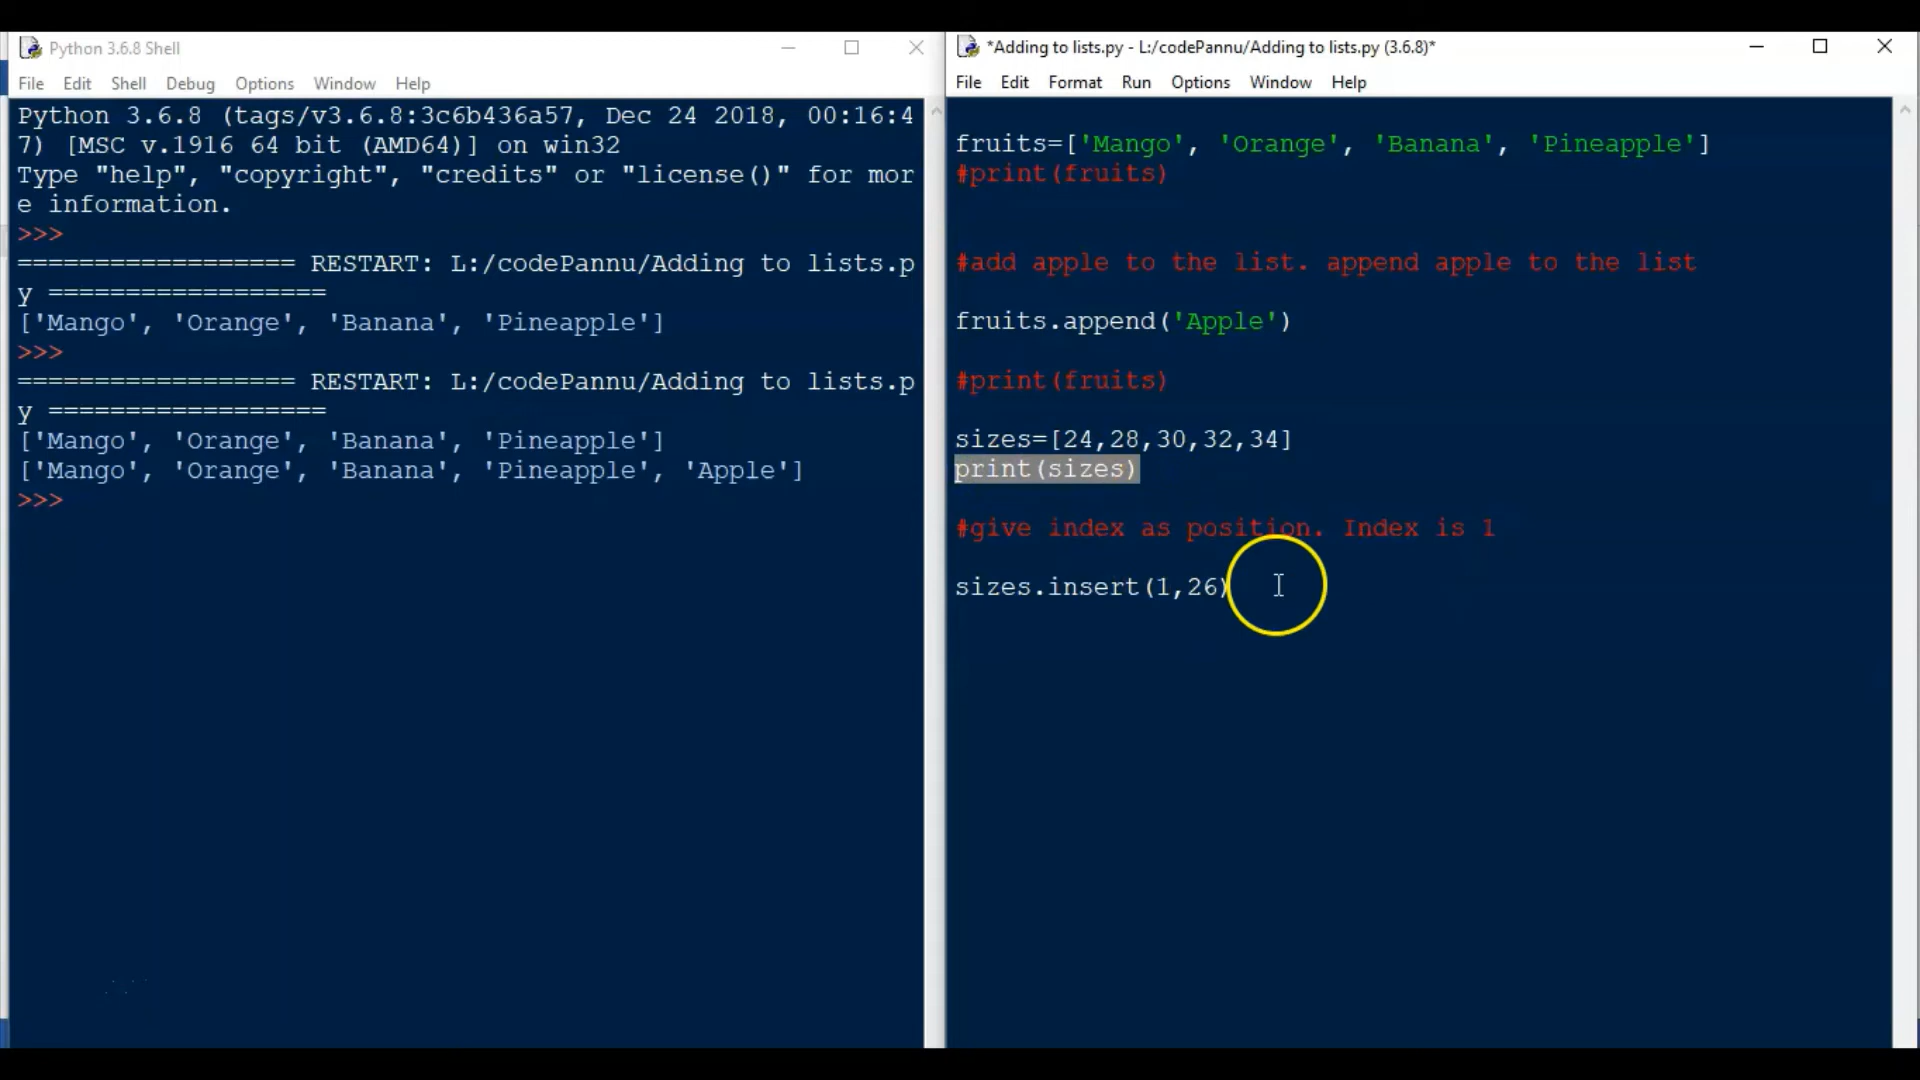 Python 3.6.8 Shell
File Edit Shell Debug Options Window Help
Python 3.6.8 (tags/v3.6.8:3c6b436a57, Dec 24 2018, 00:16:4
7) [MSC v.1916 64 bit (AMD64)] on win32
Type "help", "copyright", "credits" or "license()" for mor
e information.
>>>
================== RESTART: L:/codePannu/Adding to lists.p
y ==================
['Mango', 'Orange', 'Banana', 'Pineapple']
>>>
================== RESTART: L:/codePannu/Adding to lists.p
y ==================
['Mango', 'Orange', 'Banana', 'Pineapple']
['Mango', 'Orange', 'Banana', 'Pineapple', 'Apple']
>>>
*Adding to lists.py - L:/codePannu/Adding to lists.py (3.6.8)*
File Edit Format Run Options Window Help
fruits=['Mango', 'Orange', 'Banana', 'Pineapple']
#print(fruits)
#add apple to the list. append apple to the list
fruits.append('Apple')
#print(fruits)
sizes=[24,28,30,32,34]
print(sizes)
#give index as position. Index is 1
sizes.insert(1,26)